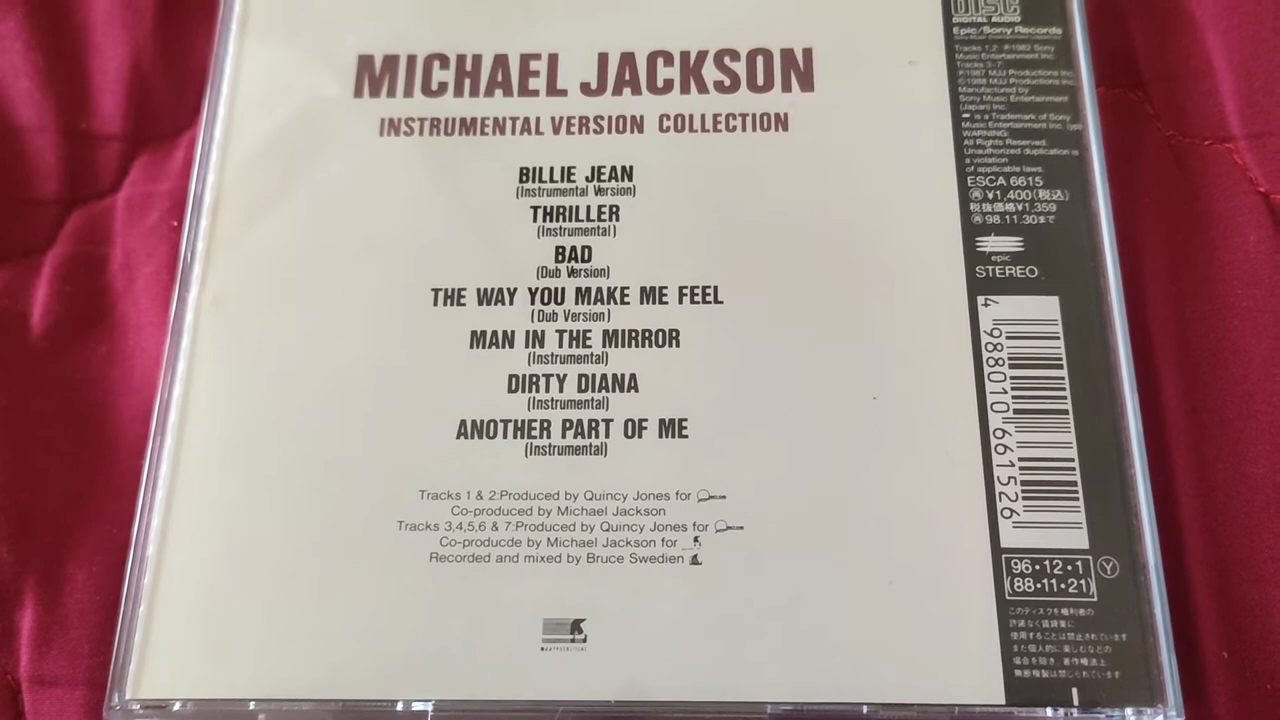 MICHAEL JACKSON
INSTRUMENTAL VERSION COLLECTION
BILLIE JEAN
(Instrumental Version)
THRILLER
(Instrumental)
BAD
(Dub Version)
THE WAY YOU MAKE ME FEEL
(Dub Version)
MAN IN THE MIRROR
(Instrumental)
DIRTY DIANA
(Instrumental)
ANOTHER PART OF ME
(Instrumental)
Tracks 1 & 2:Produced by Quincy Jones for
Co-produced by Michael Jackson
Tracks 3,4,5,6 & 7:Produced by Quincy Jones for
Co-producde by Michael Jackson for
Recorded and mixed by Bruce Swedien
DISC
DIGITAL AUDIO
Epic/Sony Records
Tracks 1,2: ℗1982 Sony
Music Entertainment Inc.
Tracks 3-7:
℗1987 MJJ Productions Inc.
©1988 MJJ Productions Inc.
Manufactured by
Sony Music Entertainment
(Japan) Inc.
is a Trademark of Sony
Music Entertainment Inc.
WARNING:
All Rights Reserved.
Unauthorized duplication is
a violation
of applicable laws.
ESCA 6615
㊢¥1,400(税込)
税抜価格¥1,359
㊢98.11.30まで
epic
STEREO
4 988010 661526
96・12・1 Ⓨ
(88・11・21)
このディスクを権利者の
許諾なく賃貸業に
使用することは禁止されています
また個人的に楽しむなどの
場合を除き、著作権法上、
無断複製は禁じられています